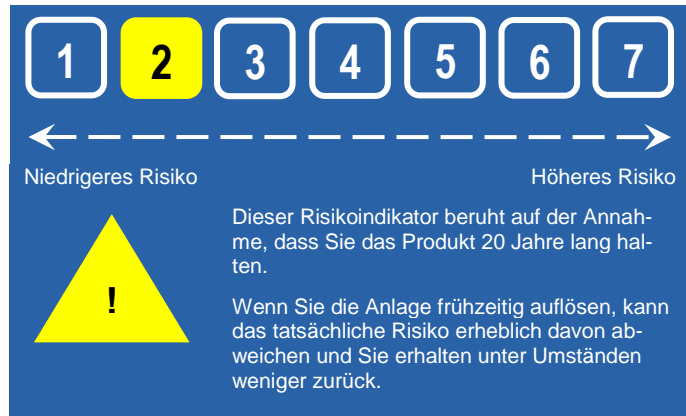 1 2 3 4 5 6 7
Niedrigeres Risiko Höheres Risiko
!
Dieser Risikoindikator beruht auf der Annah-
me, dass Sie das Produkt 20 Jahre lang hal-
ten.
Wenn Sie die Anlage frühzeitig auflösen, kann
das tatsächliche Risiko erheblich davon ab-
weichen und Sie erhalten unter Umständen
weniger zurück.